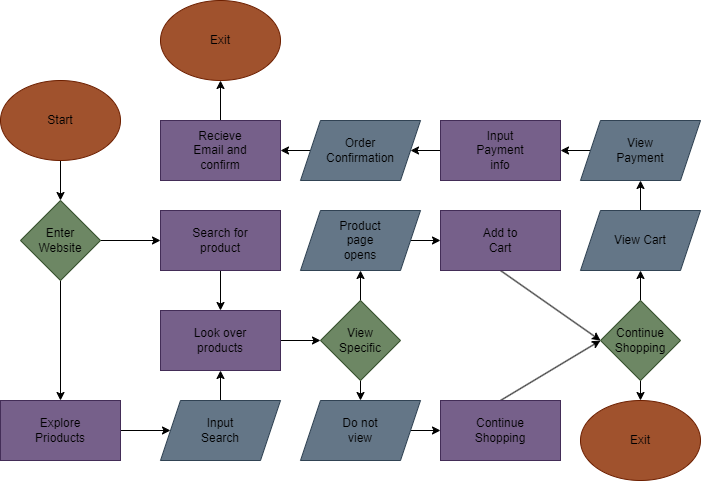 Exit
Start
Recieve
Email and
confirm
Order
Confirmation
Input
Payment
info
View
Payment
Enter
Website
Search for
product
Product
page
opens
Add to
Cart
View Cart
Look over
products
View
Specific
Continue
Shopping
Explore
Prioducts
Input
Search
Do not
view
Continue
Shopping
Exit